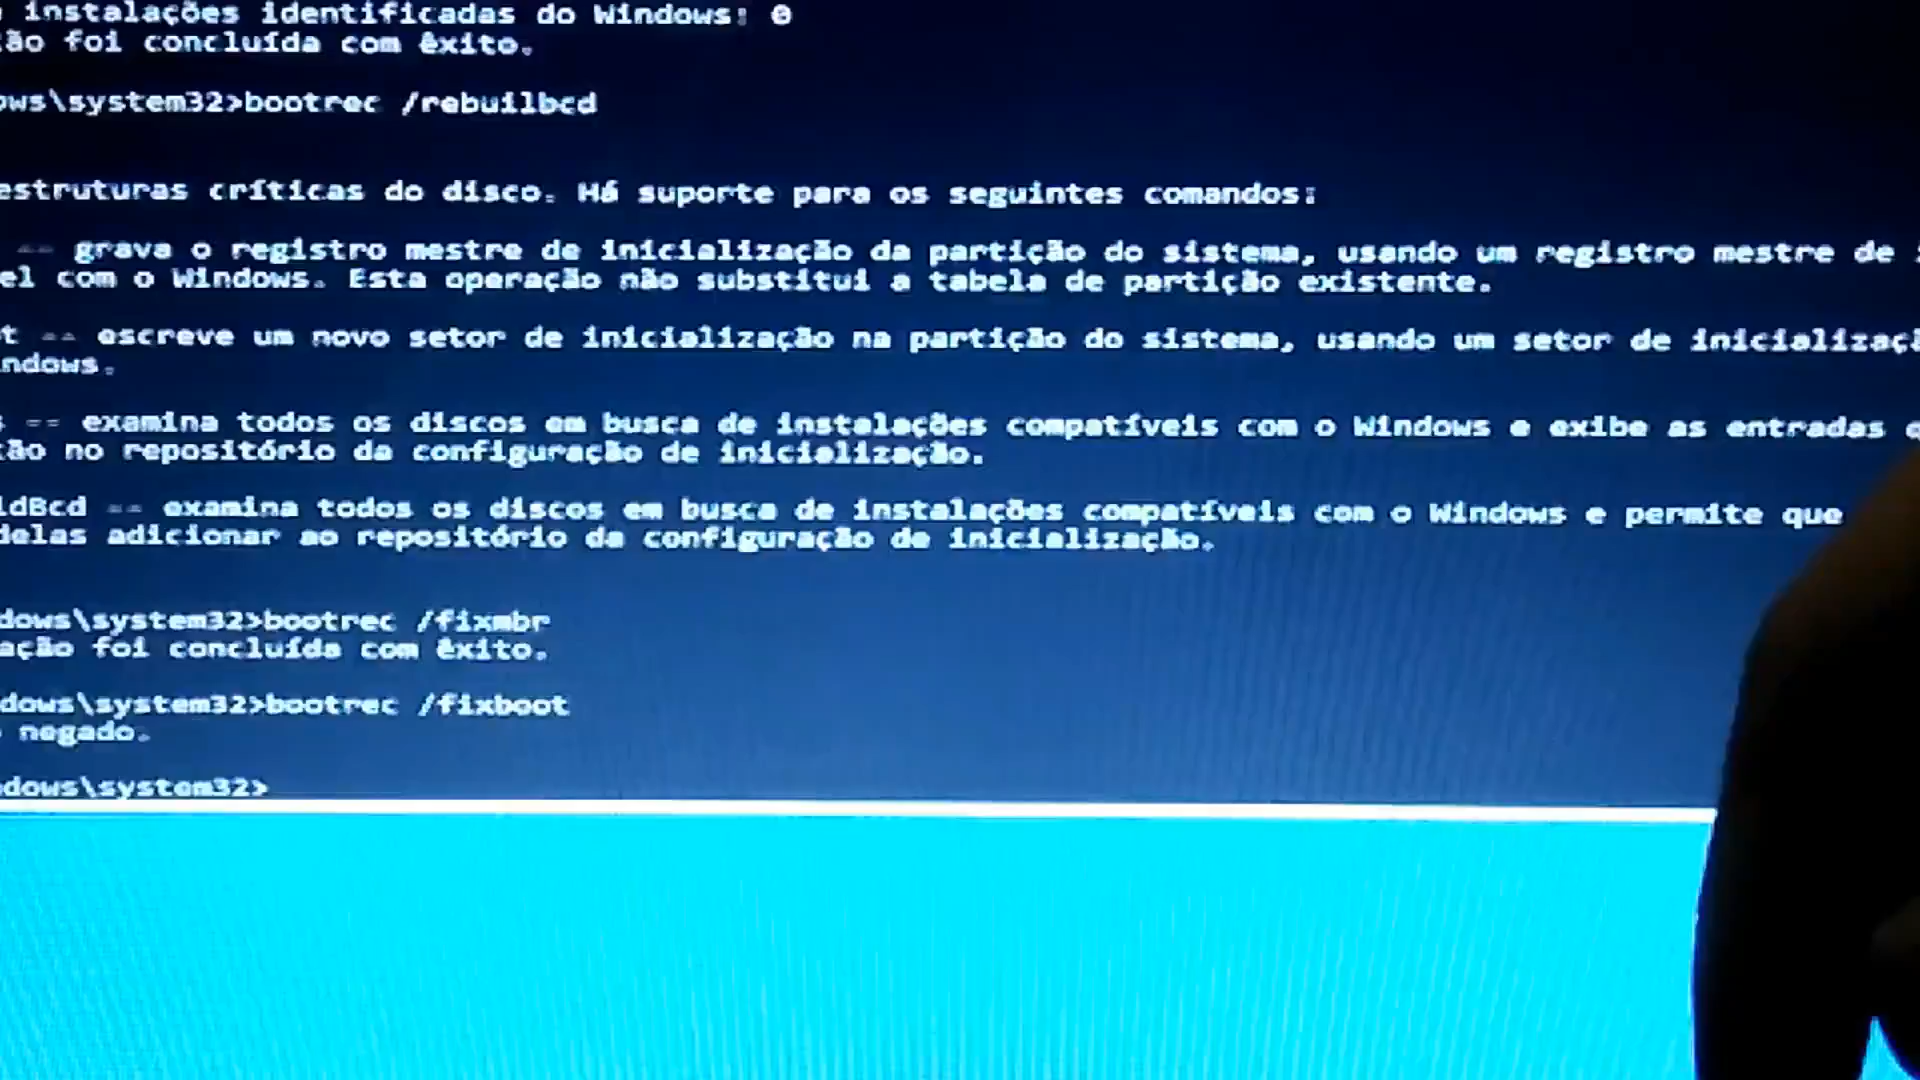 instalações identificadas do Windows: 0
ão foi concluída com êxito.
ows\system32>bootrec /rebuilbcd
estruturas críticas do disco. Há suporte para os seguintes comandos:
-- grava o registro mestre de inicialização da partição do sistema, usando um registro mestre de
el com o Windows. Esta operação não substitui a tabela de partição existente.
t -- escreve um novo setor de inicialização na partição do sistema, usando um setor de inicializaçã
ndows.
s -- examina todos os discos em busca de instalações compatíveis com o Windows e exibe as entradas q
ão no repositório da configuração de inicialização.
ldBcd -- examina todos os discos em busca de instalações compatíveis com o Windows e permite que
delas adicionar ao repositório da configuração de inicialização.
dows\system32>bootrec /fixmbr
ação foi concluída com êxito.
dows\system32>bootrec /fixboot
negado.
dows\system32>